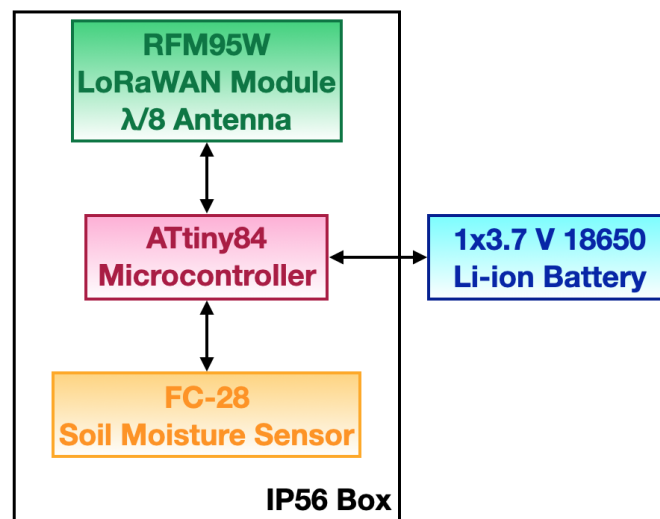 RFM95W
LoRaWAN Module
λ/8 Antenna
ATtiny84
Microcontroller
1x3.7 V 18650
Li-ion Battery
FC-28
Soil Moisture Sensor
IP56 Box